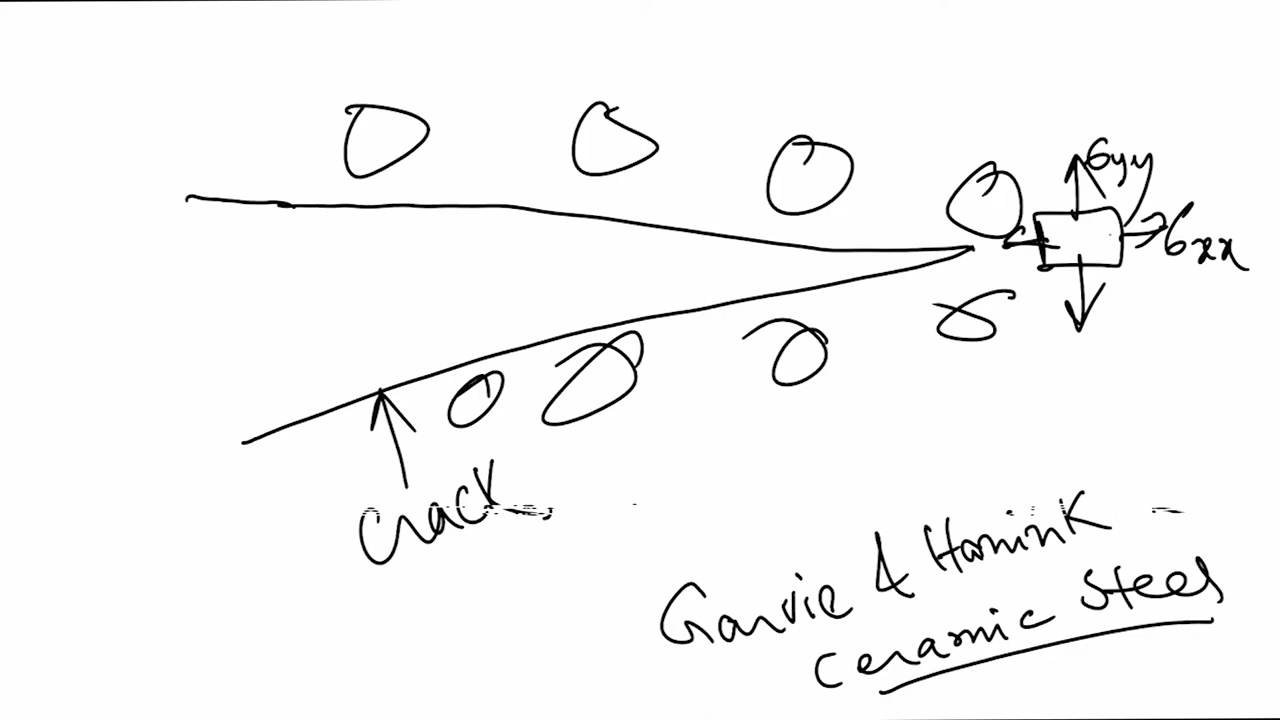 σyy
σxx
crack
Garvie & Hannink
Ceramic Steel